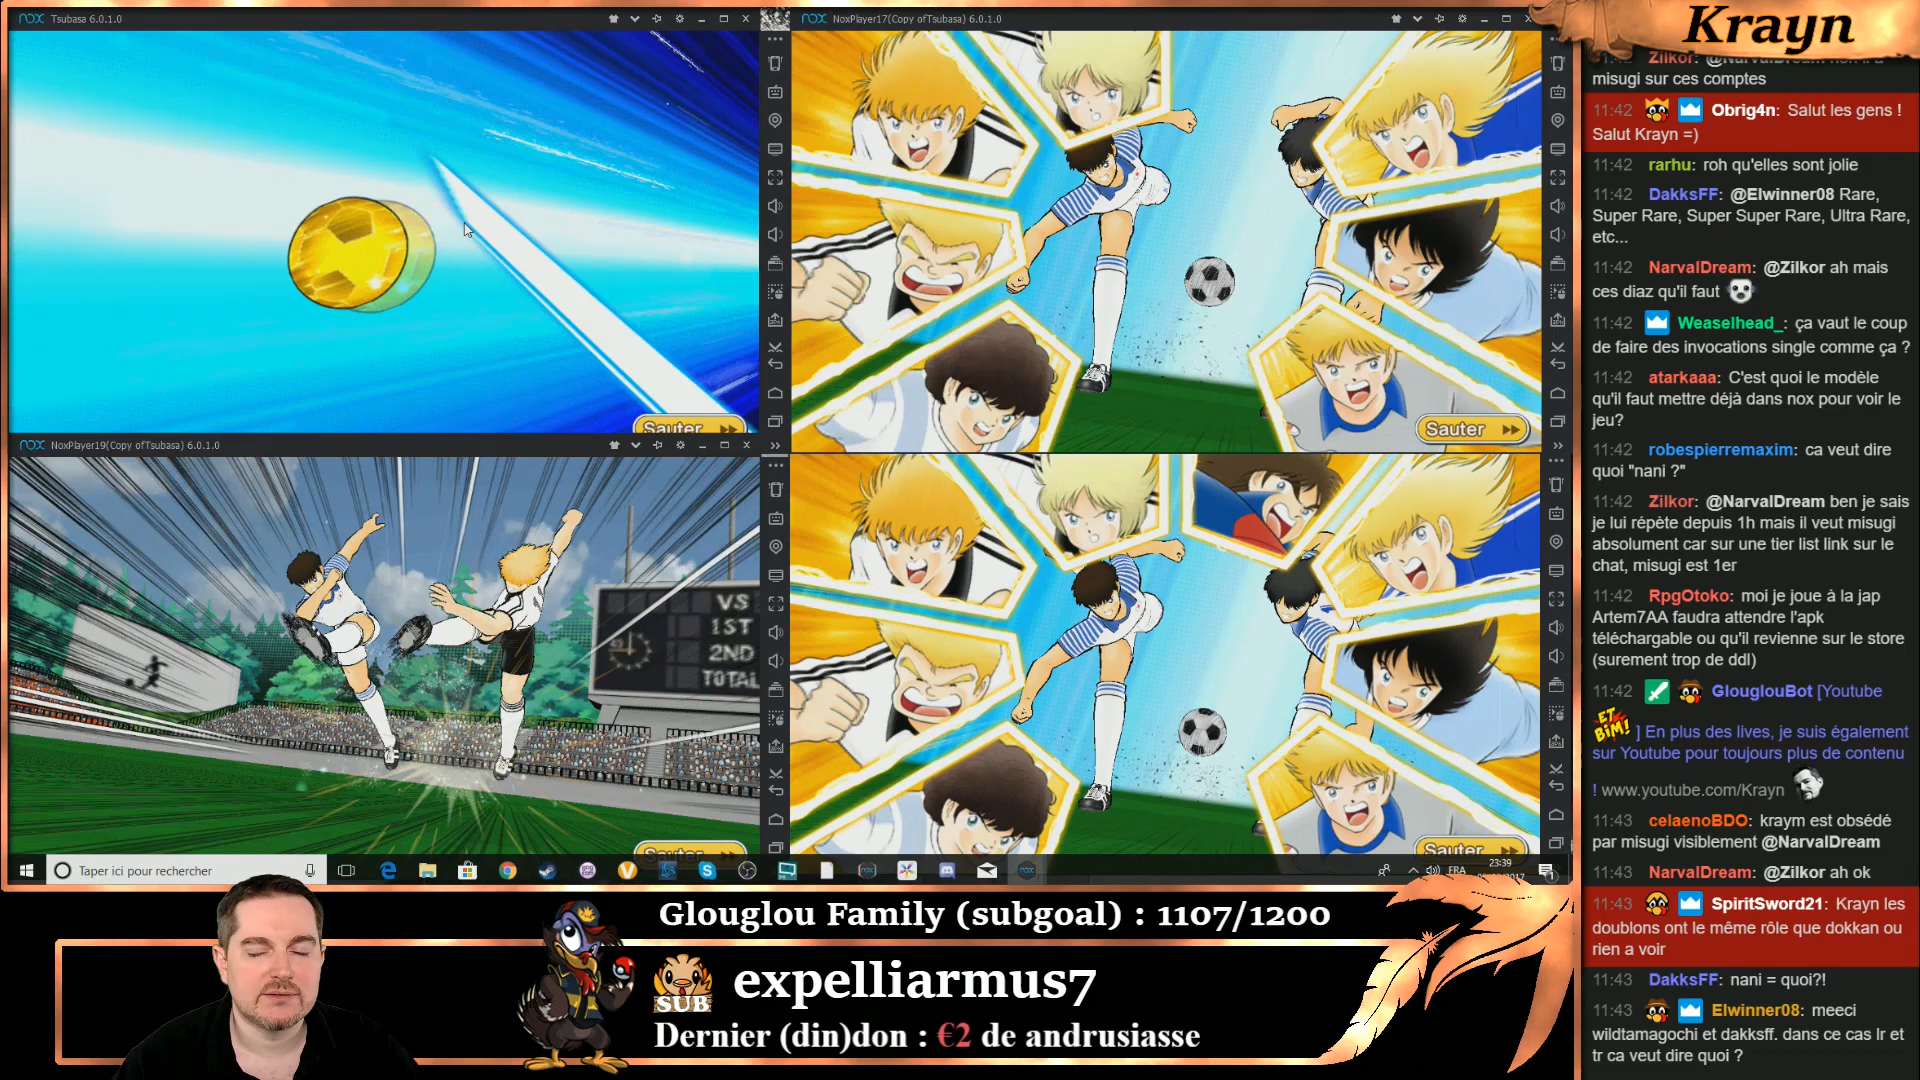 nox Tsubasa 6.0.1.0
nox NoxPlayer17(Copy ofTsubasa) 6.0.1.0
Sauter
Sauter
nox NoxPlayer19(Copy ofTsubasa) 6.0.1.0
VS
1ST
2ND
TOTAL
Sauter
Sauter
Taper ici pour rechercher
FRA
23:39
Krayn
misugi sur ces comptes
11:42 Obrig4n: Salut les gens !
Salut Krayn =)
11:42 rarhu: roh qu'elles sont jolie
11:42 DakksFF: @Elwinner08 Rare,
Super Rare, Super Super Rare, Ultra Rare,
etc...
11:42 NarvalDream: @Zilkor ah mais
ces diaz qu'il faut
11:42 Weaselhead_: ça vaut le coup
de faire des invocations single comme ça ?
11:42 atarkaaa: C'est quoi le modèle
qu'il faut mettre déjà dans nox pour voir le
jeu?
11:42 robespierremaxim: ca veut dire
quoi "nani ?"
11:42 Zilkor: @NarvalDream ben je sais
je lui répète depuis 1h mais il veut misugi
absolument car sur une tier list link sur le
chat, misugi est 1er
11:42 RpgOtoko: moi je joue à la jap
Artem7AA faudra attendre l'apk
téléchargable ou qu'il revienne sur le store
(surement trop de ddl)
11:42 GlouglouBot [Youtube
ET BIM! ] En plus des lives, je suis également
sur Youtube pour toujours plus de contenu
! www.youtube.com/Krayn
11:43 celaenoBDO: kraym est obsédé
par misugi visiblement @NarvalDream
11:43 NarvalDream: @Zilkor ah ok
11:43 SpiritSword21: Krayn les
doublons ont le même rôle que dokkan ou
rien a voir
11:43 DakksFF: nani = quoi?!
11:43 Elwinner08: meeci
wildtamagochi et dakksff. dans ce cas lr et
tr ca veut dire quoi ?
Glouglou Family (subgoal) : 1107/1200
SUB
expelliarmus7
Dernier (din)don : €2 de andrusiasse